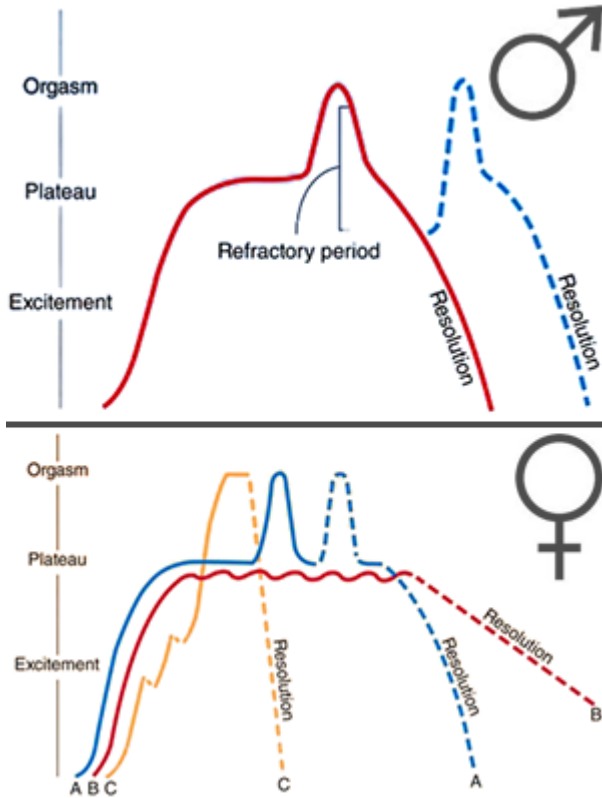 Orgasm
Plateau
Refractory period
Excitement
Resolution
Resolution
Orgasm
Plateau
Excitement
Resolution
Resolution
Resolution
A B C
C
A
B